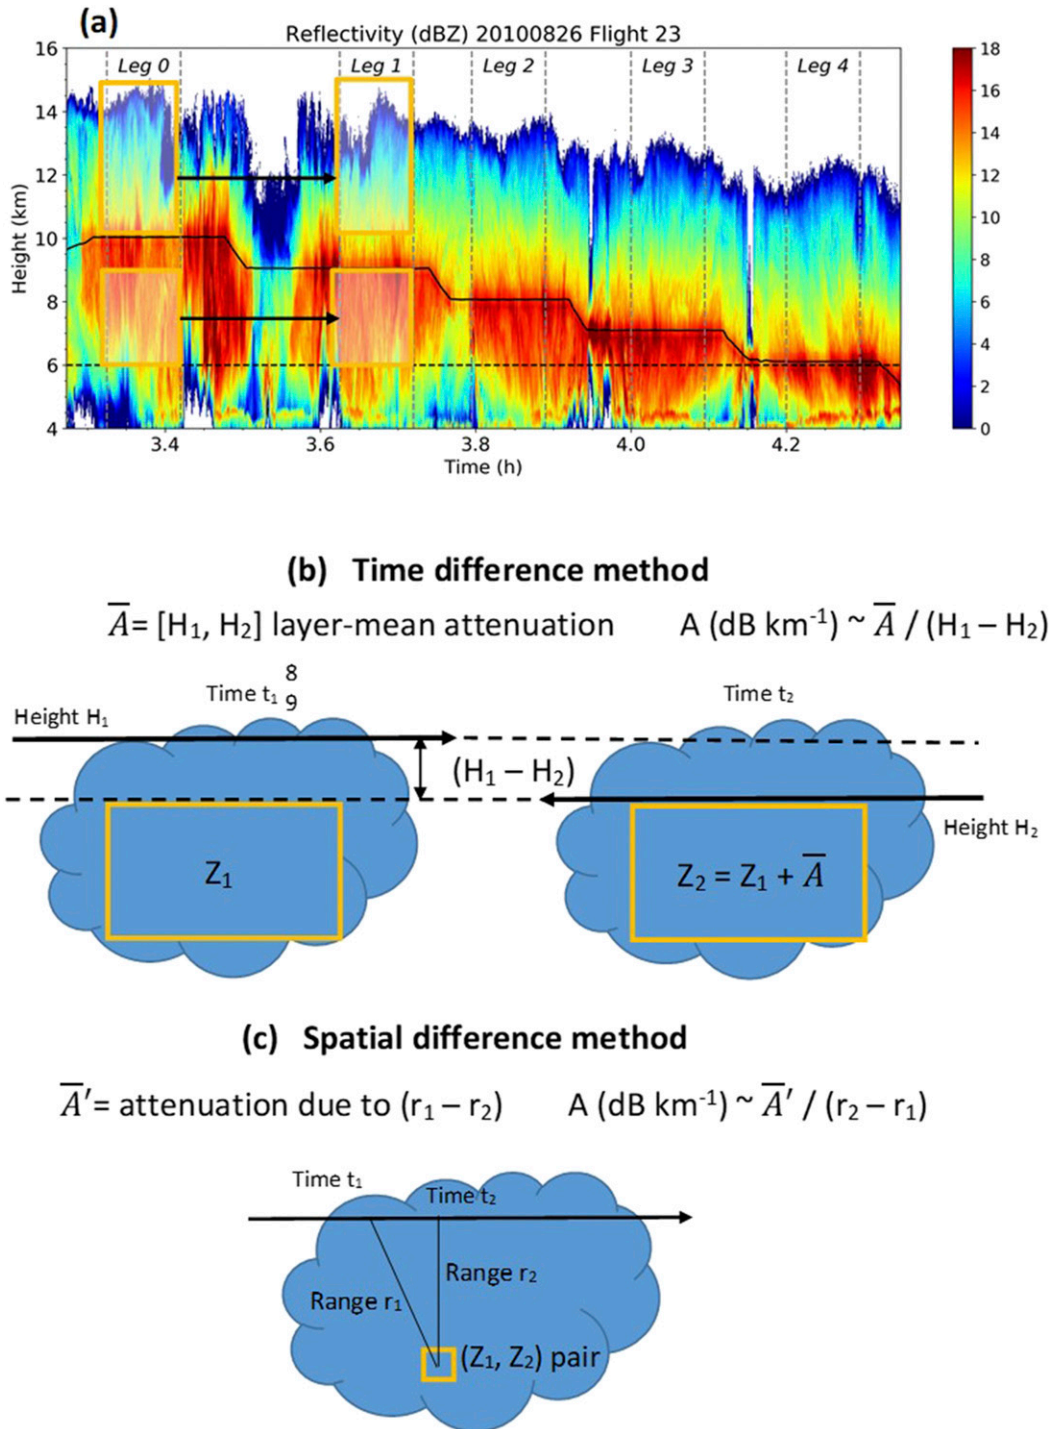 (a)
Reflectivity (dBZ) 20100826 Flight 23
16
14
12
10
8
6
4
Height (km)
Leg 0
Leg 1
Leg 2
Leg 3
Leg 4
3.4
3.6
3.8
4.0
4.2
Time (h)
18
16
14
12
10
8
6
4
2
0
(b) Time difference method
A̅= [H₁, H₂] layer-mean attenuation A (dB km⁻¹) ~ A̅ / (H₁ – H₂)
8
Time t₁ 9
Time t₂
Height H₁
(H₁ – H₂)
Height H₂
Z₁
Z₂ = Z₁ + A̅
(c) Spatial difference method
A̅′= attenuation due to (r₁ – r₂) A (dB km⁻¹) ~ A̅′ / (r₂ – r₁)
Time t₁
Time t₂
Range r₂
Range r₁
(Z₁, Z₂) pair